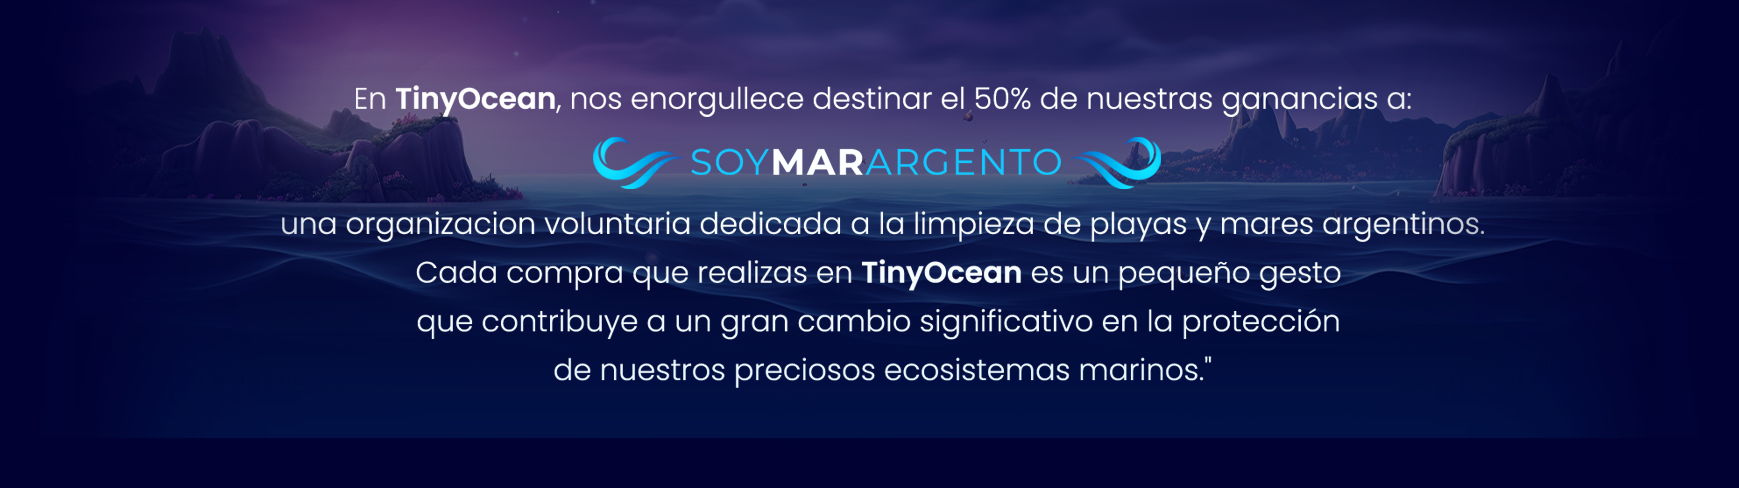 En TinyOcean, nos enorgullece destinar el 50% de nuestras ganancias a:
SOYMARARGENTO
una organizacion voluntaria dedicada a la limpieza de playas y mares argentinos.
Cada compra que realizas en TinyOcean es un pequeño gesto
que contribuye a un gran cambio significativo en la protección
de nuestros preciosos ecosistemas marinos."